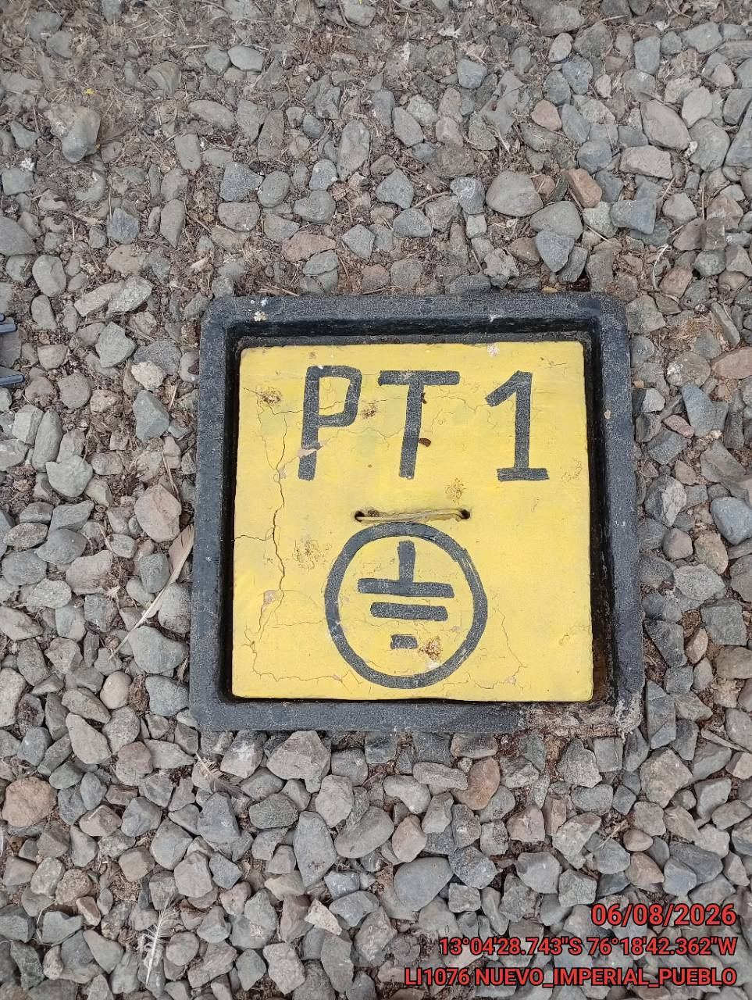 PT1
06/08/2026
13°04'28.743"S 76°18'42.362"W
LI1076 NUEVO_IMPERIAL_PUEBLO